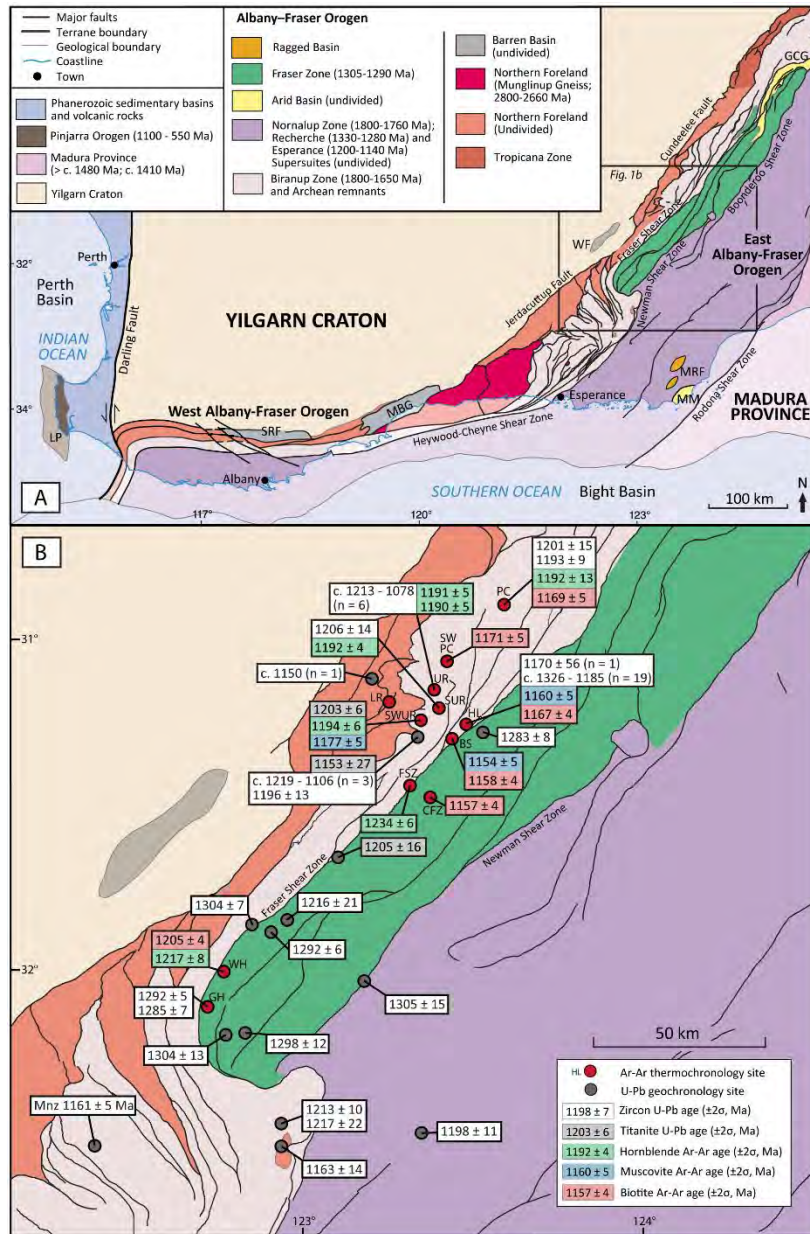 Major faults
Terrane boundary
Geological boundary
Coastline
Town
Phanerozoic sedimentary basins
and volcanic rocks
Pinjarra Orogen (1100 - 550 Ma)
Madura Province
(> c. 1480 Ma; c. 1410 Ma)
Yilgarn Craton
Albany–Fraser Orogen
Ragged Basin
Fraser Zone (1305-1290 Ma)
Arid Basin (undivided)
Nornalup Zone (1800-1760 Ma);
Recherche (1330-1280 Ma) and
Esperance (1200-1140 Ma)
Supersuites (undivided)
Biranup Zone (1800-1650 Ma)
and Archean remnants
Barren Basin
(undivided)
Northern Foreland
(Munglinup Gneiss;
2800-2660 Ma)
Northern Foreland
(Undivided)
Tropicana Zone
GCG
Cundeelee Fault
Fig. 1b
Boonderoo Shear Zone
Fraser Shear Zone
WF
32°
Perth
Perth
Basin
Darling Fault
INDIAN
OCEAN
YILGARN CRATON
Jerdacuttup Fault
Newman Shear Zone
East
Albany-Fraser
Orogen
34°
LP
West Albany-Fraser Orogen
SRF
MBG
Esperance
MRF
MM
Rodona Shear Zone
MADURA
PROVINCE
Heywood-Cheyne Shear Zone
Albany
SOUTHERN OCEAN
Bight Basin
100 km
N
A
117°
120°
123°
B
1201 ± 15
1193 ± 9
1192 ± 13
1169 ± 5
PC
c. 1213 - 1078
(n = 6)
1191 ± 5
1190 ± 5
31°
1206 ± 14
1192 ± 4
SW
PC
1171 ± 5
c. 1150 (n = 1)
UR
1170 ± 56 (n = 1)
c. 1326 - 1185 (n = 19)
1160 ± 5
1167 ± 4
LR
SUR
HL
1203 ± 6
1194 ± 6
1177 ± 5
SWUR
BS
1283 ± 8
1153 ± 27
1154 ± 5
1158 ± 4
c. 1219 - 1106 (n = 3)
1196 ± 13
FSZ
CFZ
1157 ± 4
1234 ± 6
1205 ± 16
Newman Shear Zone
Fraser Shear Zone
1304 ± 7
1216 ± 21
1292 ± 6
1205 ± 4
1217 ± 8
WH
32°
1305 ± 15
1292 ± 5
1285 ± 7
GH
1304 ± 13
1298 ± 12
50 km
Mnz 1161 ± 5 Ma
1213 ± 10
1217 ± 22
1198 ± 11
1163 ± 14
HL
Ar-Ar thermochronology site
U-Pb geochronology site
1198 ± 7
Zircon U-Pb age (±2σ, Ma)
1203 ± 6
Titanite U-Pb age (±2σ, Ma)
1192 ± 4
Hornblende Ar-Ar age (±2σ, Ma)
1160 ± 5
Muscovite Ar-Ar age (±2σ, Ma)
1157 ± 4
Biotite Ar-Ar age (±2σ, Ma)
123°
124°